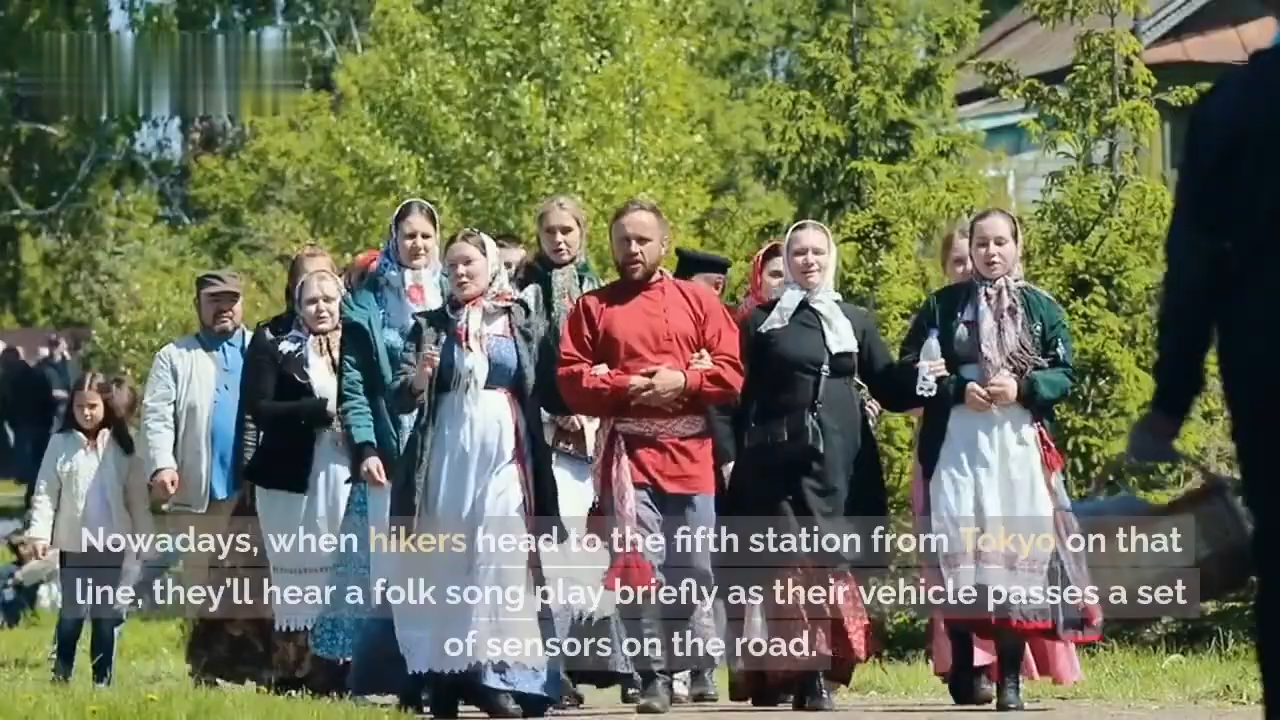 Nowadays, when hikers head to the fifth station from Tokyo on that
line, they'll hear a folk song play briefly as their vehicle passes a set
of sensors on the road.